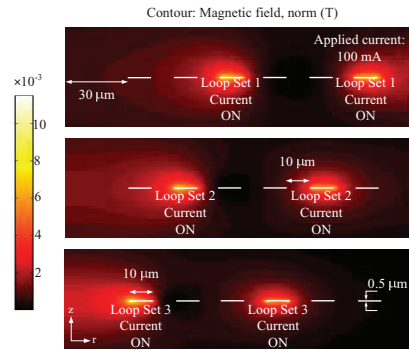 Contour: Magnetic field, norm (T)
×10⁻³
10
8
6
4
2
Applied current:
100 mA
30 μm
Loop Set 1
Current
ON
Loop Set 1
Current
ON
10 μm
Loop Set 2
Current
ON
Loop Set 2
Current
ON
10 μm
0.5 μm
Loop Set 3
Current
ON
Loop Set 3
Current
ON
z
r